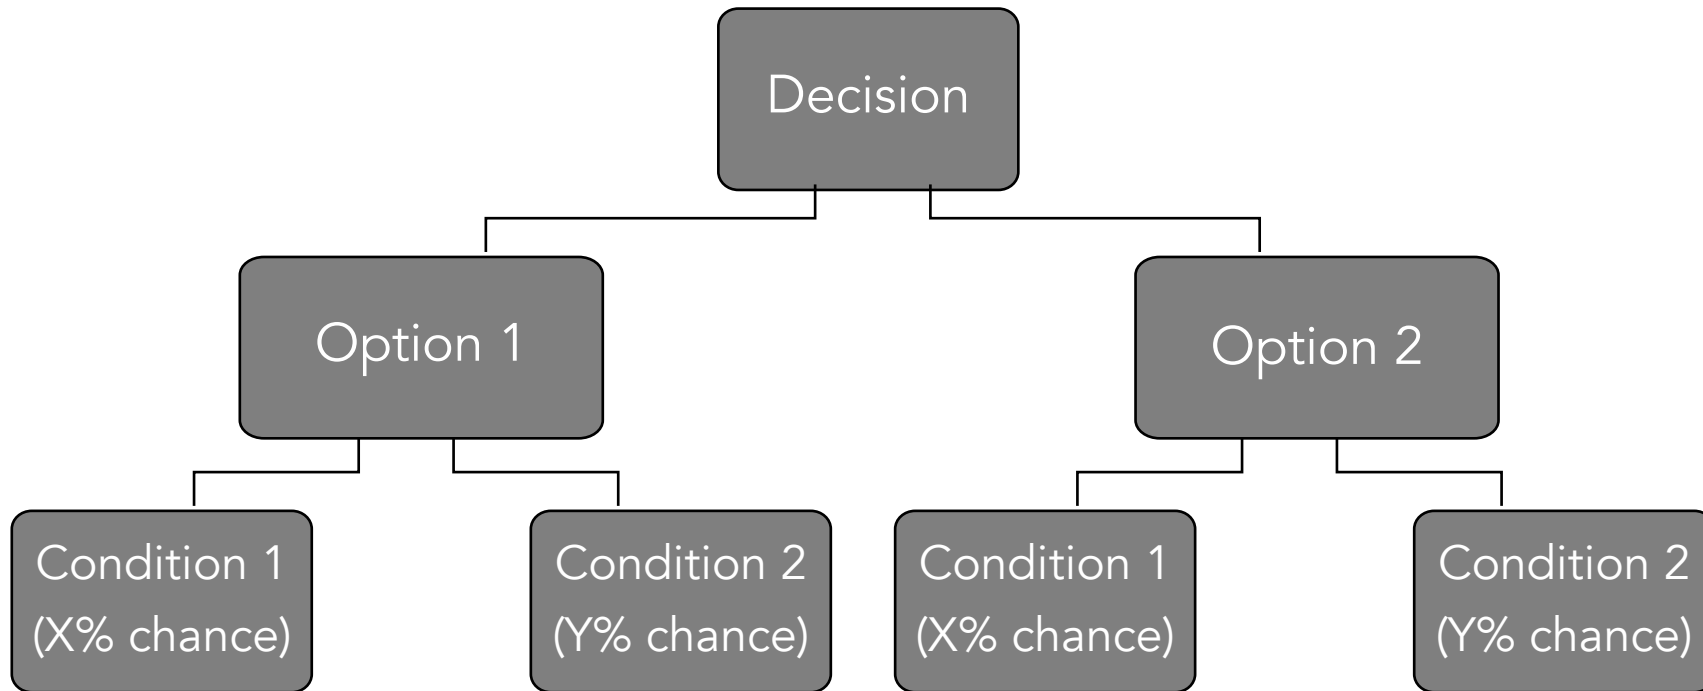 Decision
Option 1
Option 2
Condition 1
(X% chance)
Condition 2
(Y% chance)
Condition 1
(X% chance)
Condition 2
(Y% chance)